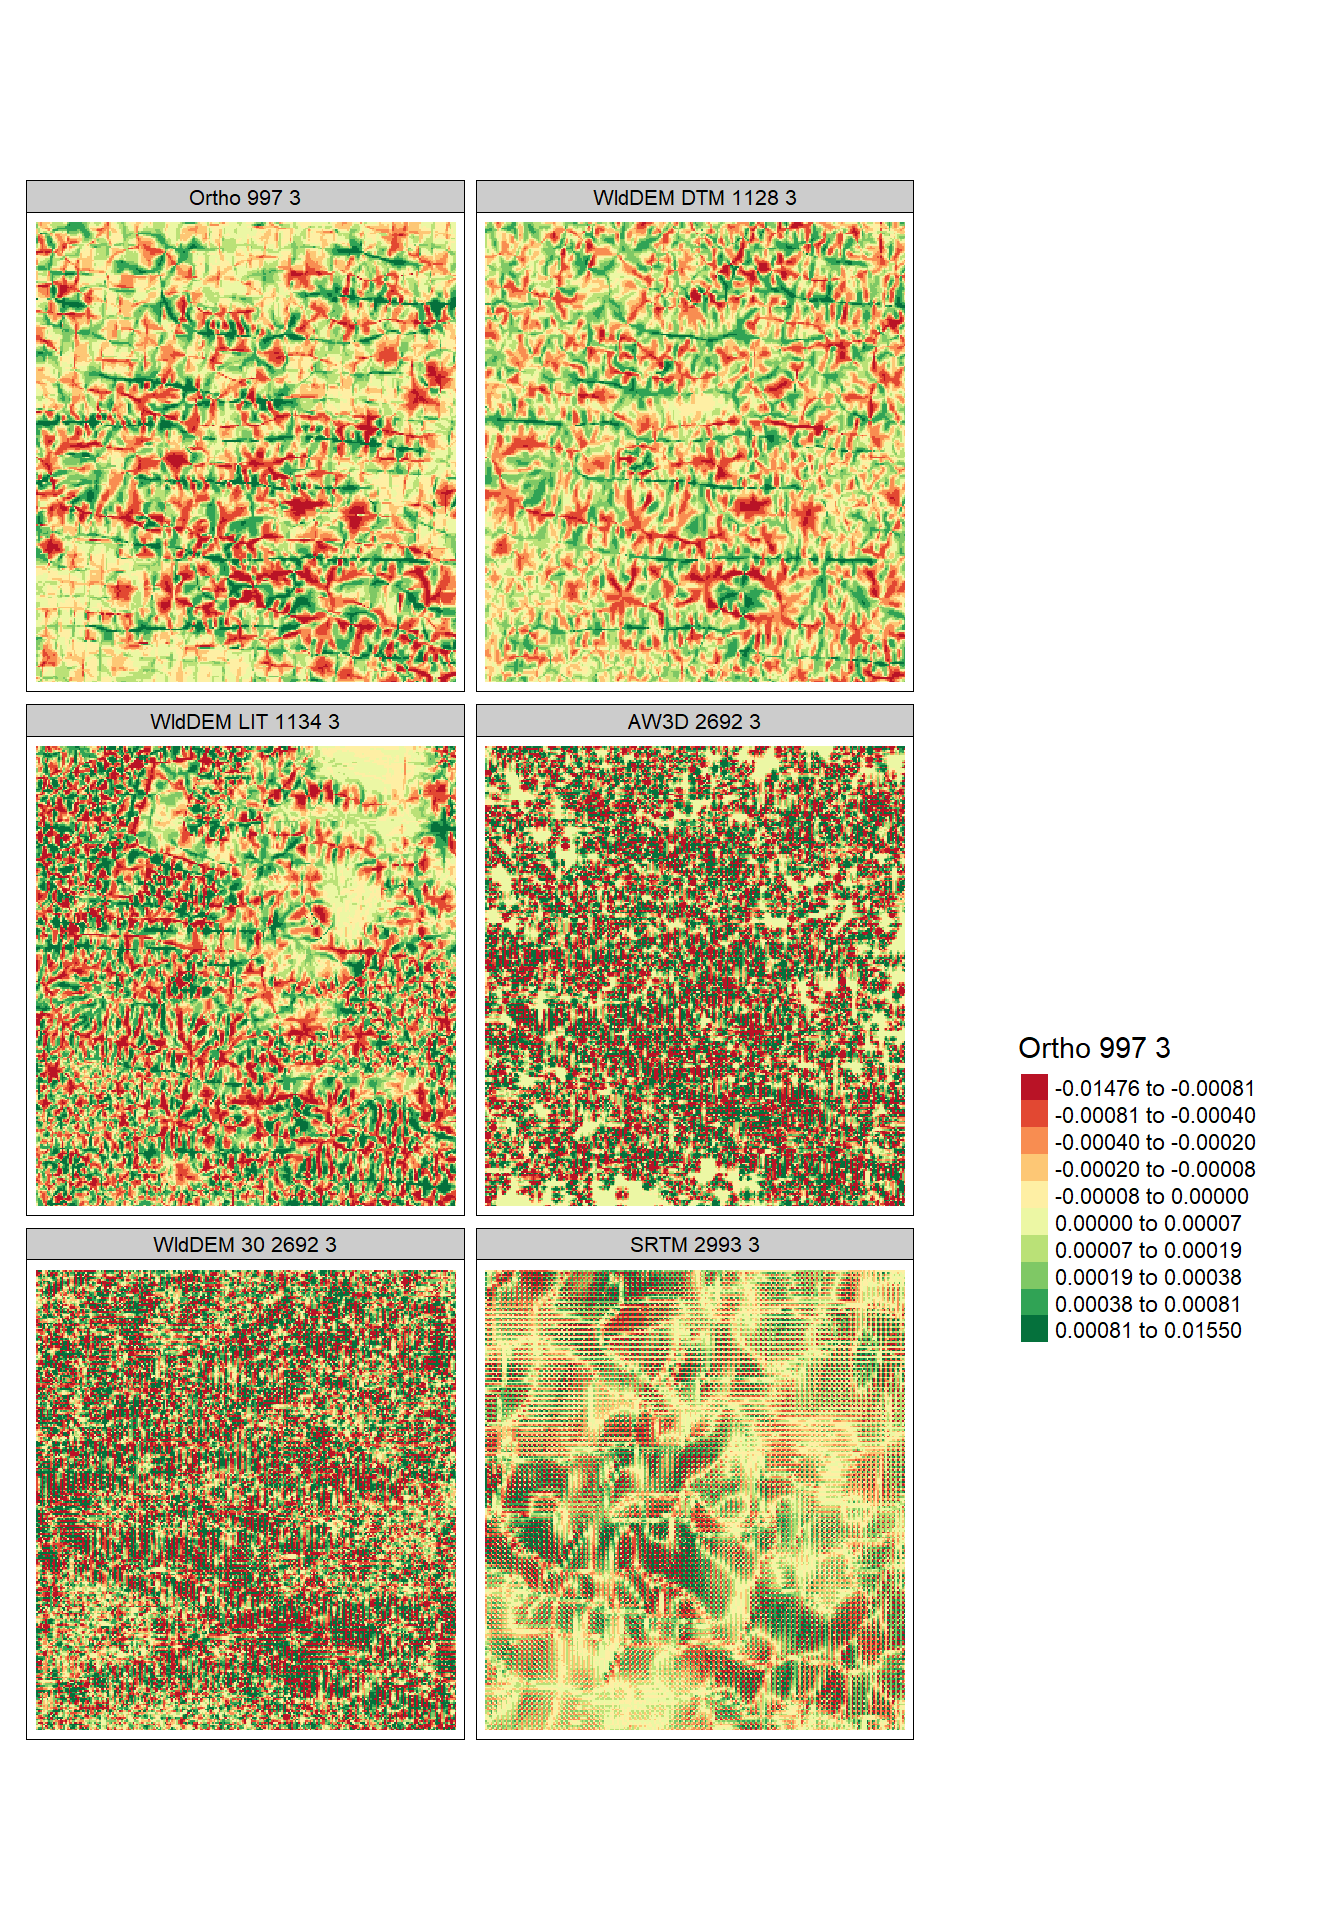 Ortho 997 3
WldDEM DTM 1128 3
WldDEM LIT 1134 3
AW3D 2692 3
WldDEM 30 2692 3
SRTM 2993 3
Ortho 997 3
-0.01476 to -0.00081
-0.00081 to -0.00040
-0.00040 to -0.00020
-0.00020 to -0.00008
-0.00008 to 0.00000
0.00000 to 0.00007
0.00007 to 0.00019
0.00019 to 0.00038
0.00038 to 0.00081
0.00081 to 0.01550